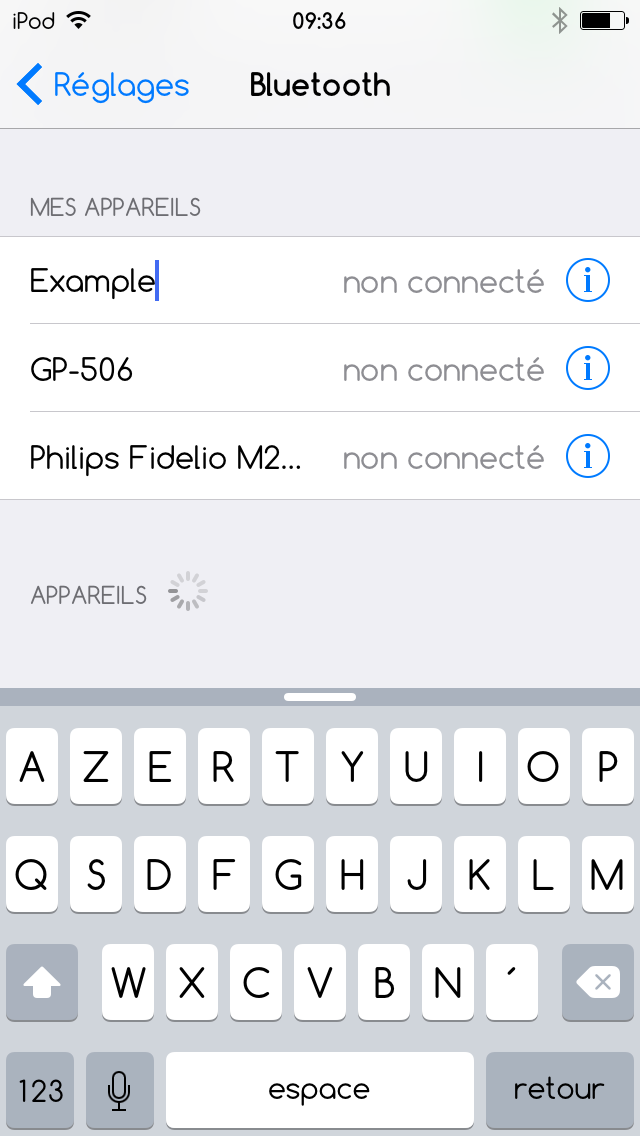 iPod 09:36
Réglages Bluetooth
MES APPAREILS
Example non connecté i
GP-506 non connecté i
Philips Fidelio M2... non connecté i
APPAREILS
A Z E R T Y U I O P
Q S D F G H J K L M
W X C V B N ´
123 espace retour